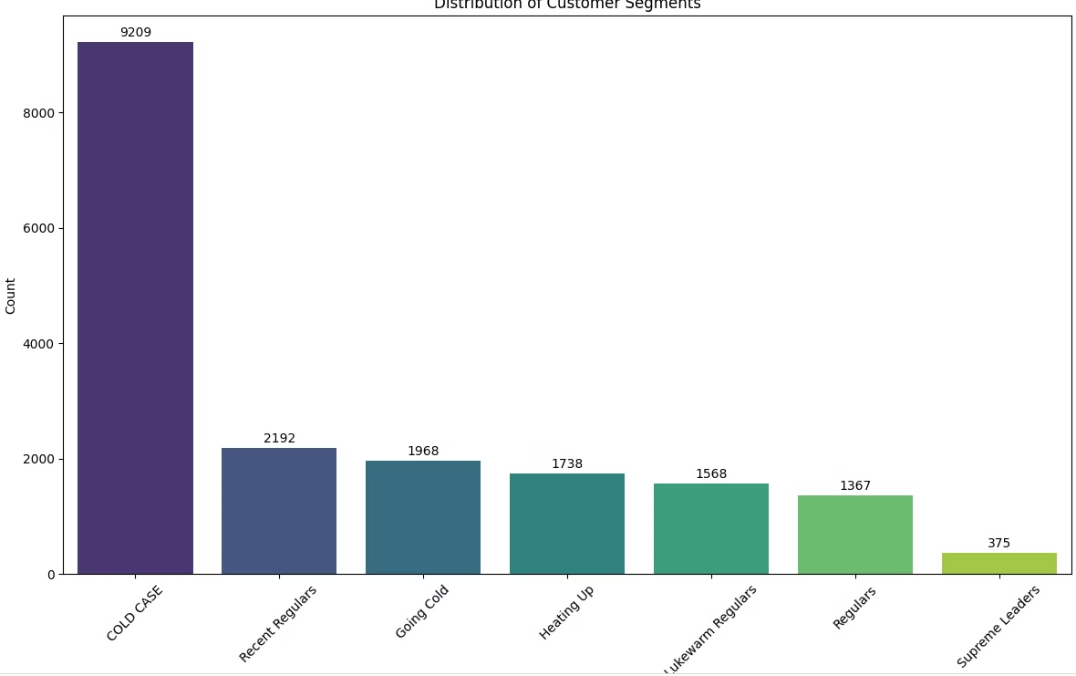 Distribution of Customer Segments
9209
8000
6000
4000
2000
0
Count
2192
1968
1738
1568
1367
375
COLD CASE
Recent Regulars
Going Cold
Heating Up
Lukewarm Regulars
Regulars
Supreme Leaders